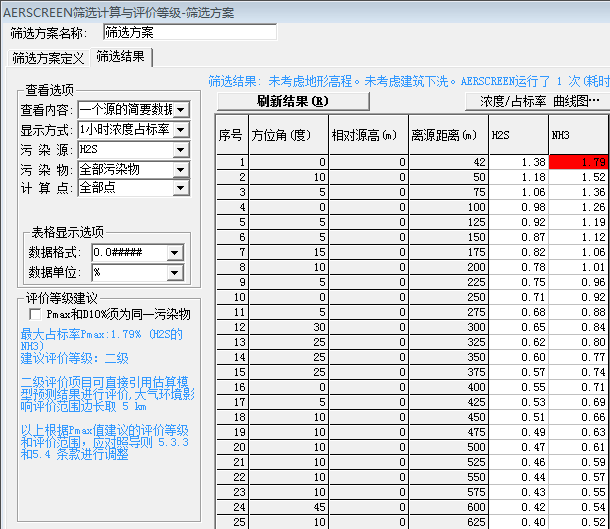 AERSCREEN筛选计算与评价等级-筛选方案
筛选方案名称: 筛选方案
筛选方案定义 筛选结果
筛选结果: 未考虑地形高程。未考虑建筑下洗。AERSCREEN运行了 1 次(耗时
查看选项
查看内容: 一个源的简要数据
显示方式: 1小时浓度占标率
污 染 源: H2S
污 染 物: 全部污染物
计 算 点: 全部点
表格显示选项
数据格式: 0.0#####
数据单位: %
评价等级建议
Pmax和D10%须为同一污染物
最大占标率Pmax:1.79% (H2S的
NH3)
建议评价等级: 二级
二级评价项目可直接引用估算模
型预测结果进行评价,大气环境影
响评价范围边长取 5 km
以上根据Pmax值建议的评价等级
和评价范围, 应对照导则 5.3.3
和5.4 条款进行调整
刷新结果(R) 浓度/占标率 曲线图…
序号 方位角(度) 相对源高(m) 离源距离(m) H2S NH3
1 0 0 42 1.38 1.79
2 10 0 50 1.18 1.52
3 5 0 75 1.06 1.36
4 0 0 100 0.98 1.26
5 5 0 125 0.92 1.19
6 5 0 150 0.87 1.12
7 15 0 175 0.82 1.06
8 10 0 200 0.78 1.01
9 5 0 225 0.75 0.96
10 0 0 250 0.71 0.92
11 5 0 275 0.68 0.88
12 30 0 300 0.65 0.84
13 25 0 325 0.62 0.80
14 25 0 350 0.60 0.77
15 25 0 375 0.57 0.74
16 0 0 400 0.55 0.71
17 5 0 425 0.53 0.69
18 10 0 450 0.51 0.66
19 10 0 475 0.49 0.63
20 10 0 500 0.47 0.61
21 10 0 525 0.46 0.59
22 10 0 550 0.44 0.57
23 10 0 575 0.43 0.55
24 45 0 600 0.42 0.54
25 10 0 625 0.40 0.52